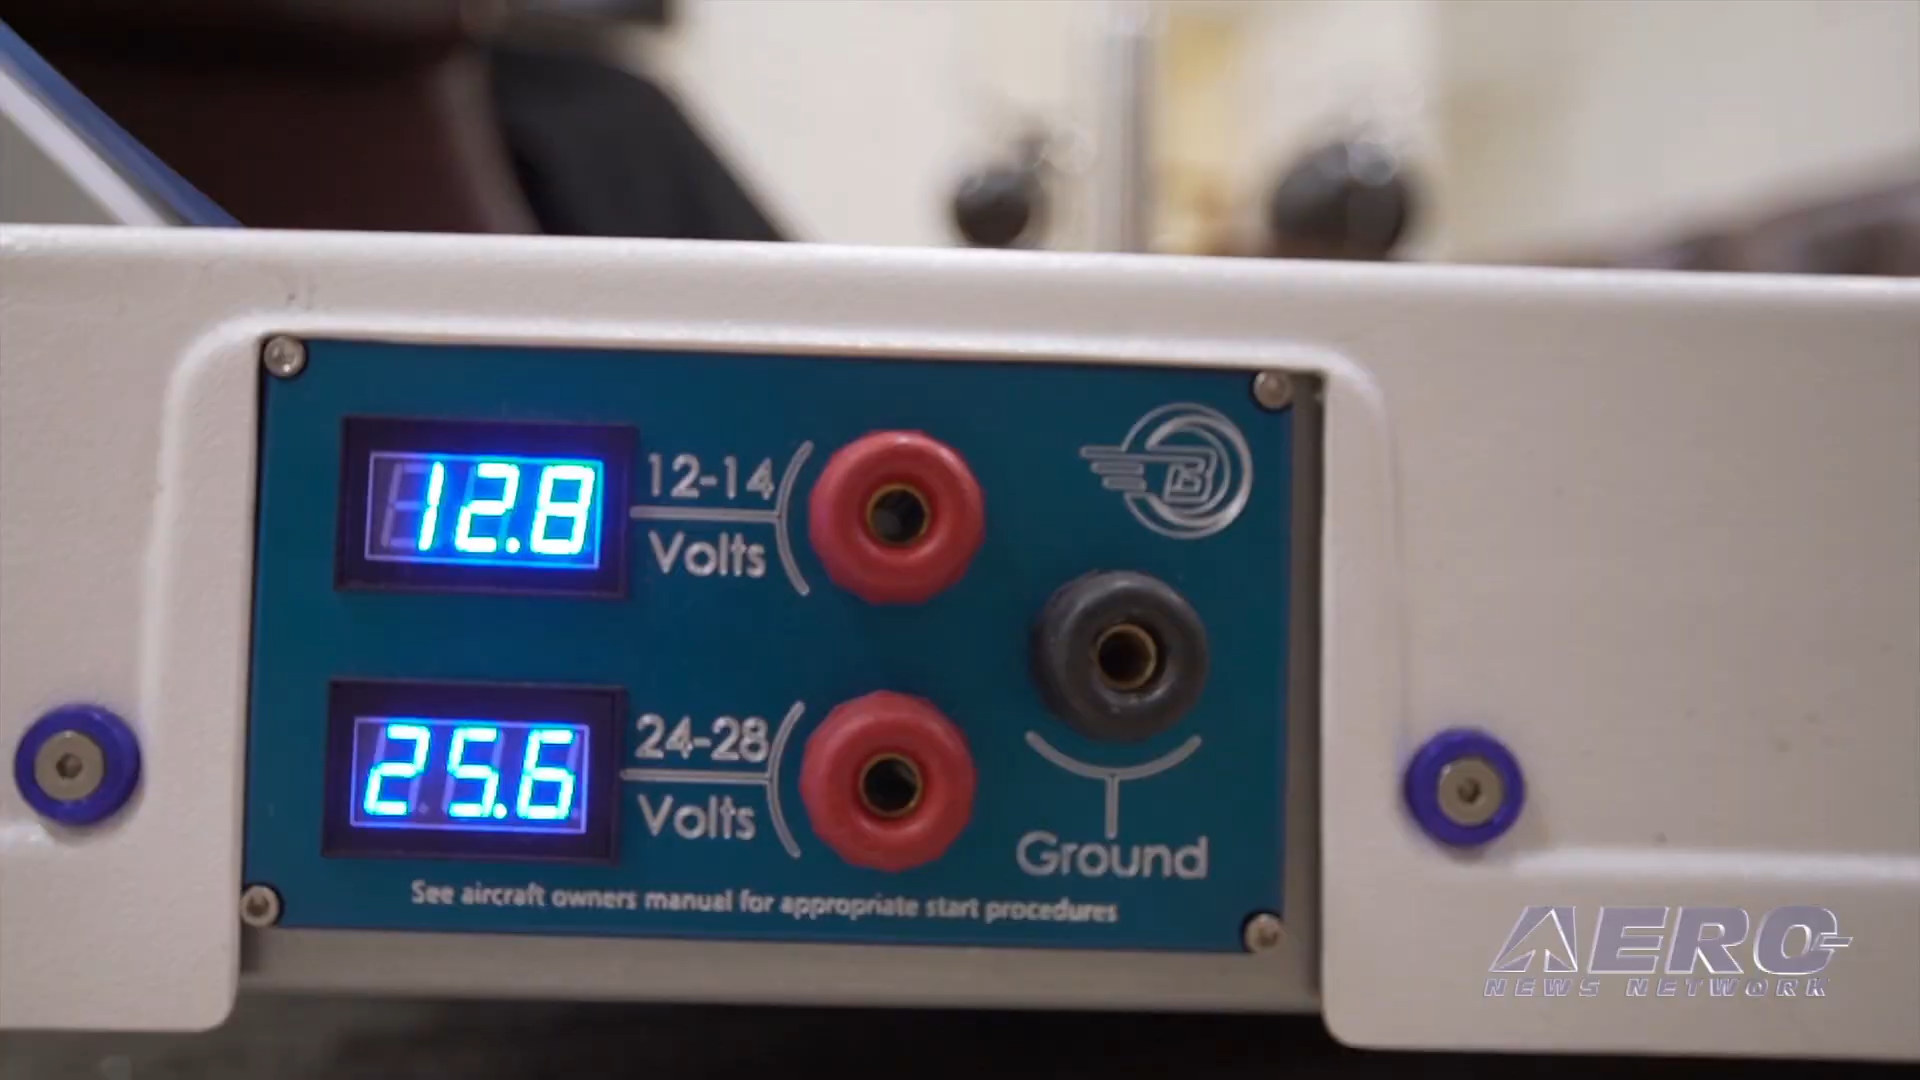 12.8
12-14
Volts
B
25.6
24-28
Volts
Ground
See aircraft owners manual for appropriate start procedures
AERO
NEWS NETWORK